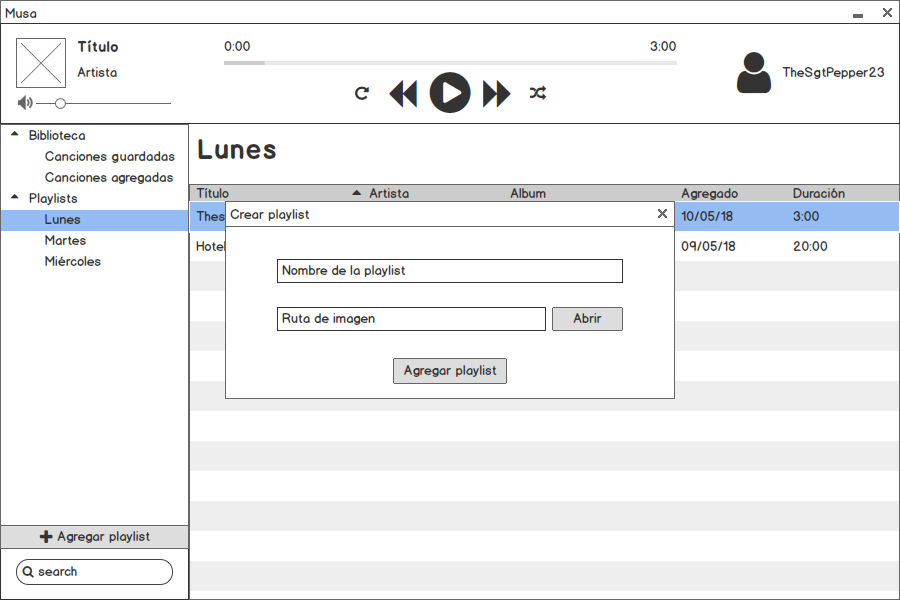 Musa
Título
Artista
0:00
3:00
TheSgtPepper23
Biblioteca
Canciones guardadas
Canciones agregadas
Playlists
Lunes
Martes
Miércoles
Agregar playlist
search
Lunes
Título Artista Album Agregado Duración
Thes 10/05/18 3:00
Hotel 09/05/18 20:00
Crear playlist
Nombre de la playlist
Ruta de imagen
Abrir
Agregar playlist